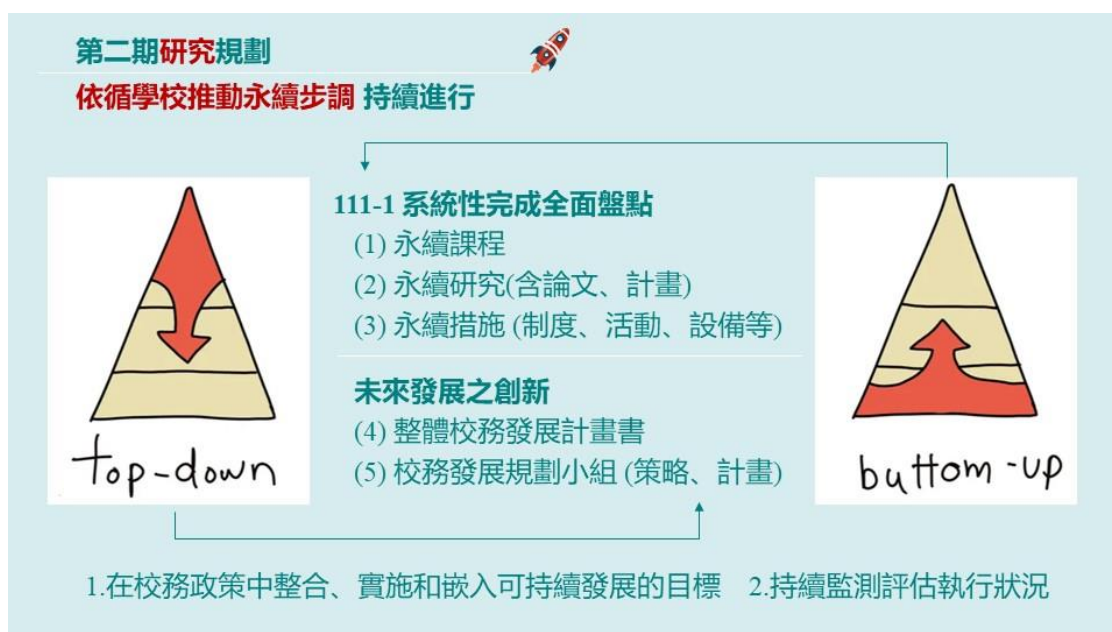 第二期研究規劃
依循學校推動永續步調 持續進行
111-1 系統性完成全面盤點
(1) 永續課程
(2) 永續研究(含論文、計畫)
(3) 永續措施 (制度、活動、設備等)
未來發展之創新
(4) 整體校務發展計畫書
(5) 校務發展規劃小組 (策略、計畫)
top-down
buttom-up
1.在校務政策中整合、實施和嵌入可持續發展的目標 2.持續監測評估執行狀況